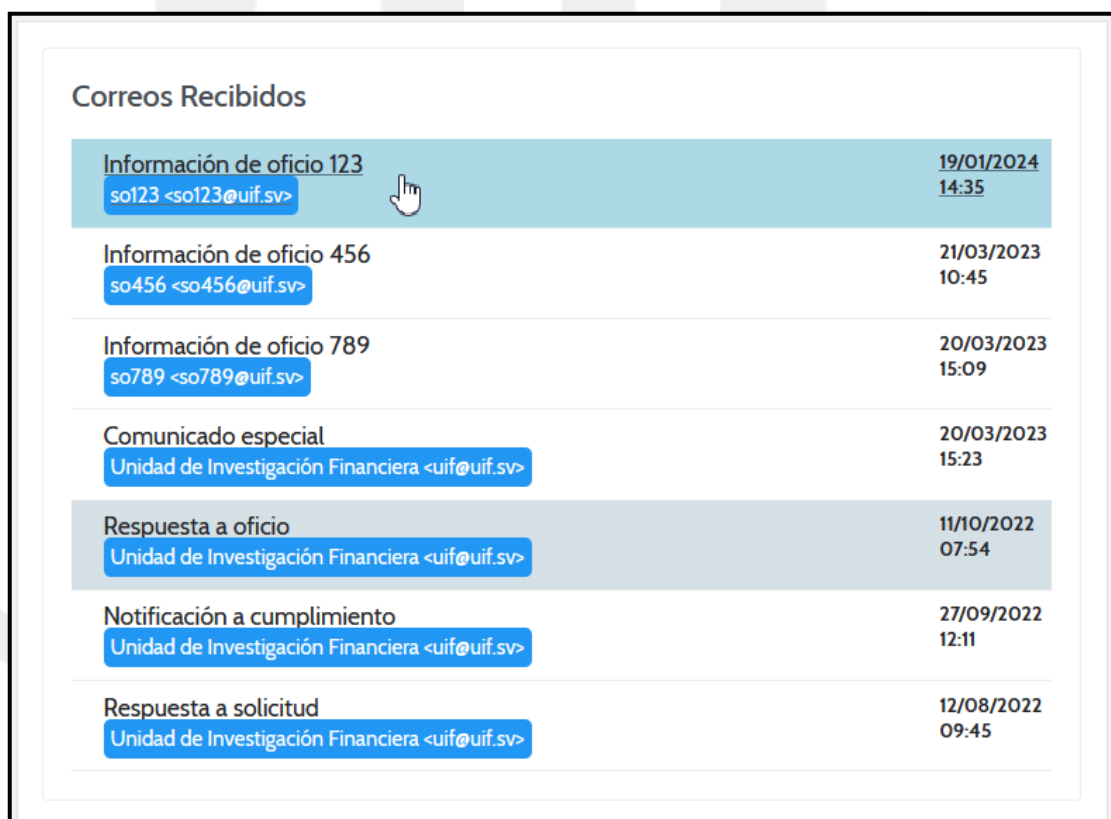 Correos Recibidos
Información de oficio 123
19/01/2024
so123 <so123@uif.sv>
14:35
Información de oficio 456
21/03/2023
so456 <so456@uif.sv>
10:45
Información de oficio 789
20/03/2023
so789 <so789@uif.sv>
15:09
Comunicado especial
20/03/2023
Unidad de Investigación Financiera <uif@uif.sv>
15:23
Respuesta a oficio
11/10/2022
Unidad de Investigación Financiera <uif@uif.sv>
07:54
Notificación a cumplimiento
27/09/2022
Unidad de Investigación Financiera <uif@uif.sv>
12:11
Respuesta a solicitud
12/08/2022
Unidad de Investigación Financiera <uif@uif.sv>
09:45